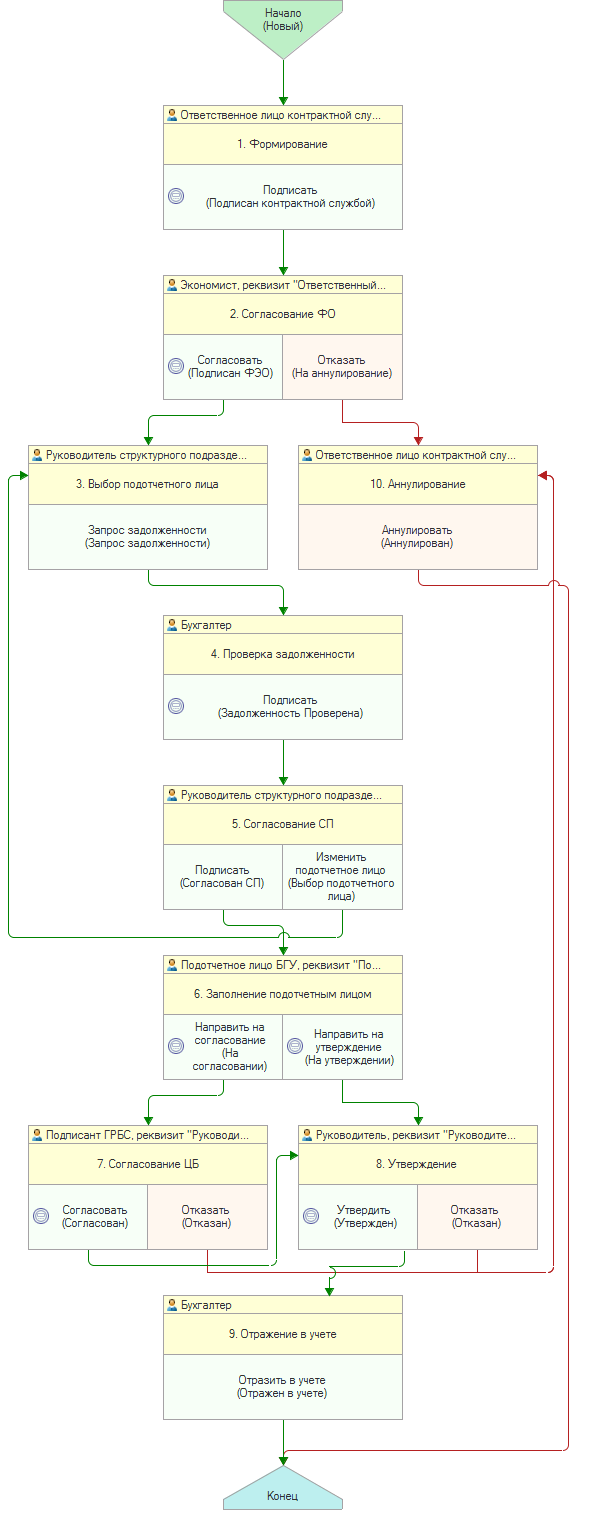 Начало
(Новый)
Ответственное лицо контрактной слу...
1. Формирование
Подписать
(Подписан контрактной службой)
Экономист, реквизит "Ответственный...
2. Согласование ФО
Согласовать
(Подписан ФЭО)
Отказать
(На аннулирование)
Руководитель структурного подразде...
3. Выбор подотчетного лица
Запрос задолженности
(Запрос задолженности)
Ответственное лицо контрактной слу...
10. Аннулирование
Аннулировать
(Аннулирован)
Бухгалтер
4. Проверка задолженности
Подписать
(Задолженность Проверена)
Руководитель структурного подразде...
5. Согласование СП
Подписать
(Согласован СП)
Изменить
подотчетное лицо
(Выбор подотчетного
лица)
Подотчетное лицо БГУ, реквизит "По...
6. Заполнение подотчетным лицом
Направить на
согласование
(На
согласовании)
Направить на
утверждение
(На утверждении)
Подписант ГРБС, реквизит "Руководи...
7. Согласование ЦБ
Согласовать
(Согласован)
Отказать
(Отказан)
Руководитель, реквизит "Руководите...
8. Утверждение
Утвердить
(Утвержден)
Отказать
(Отказан)
Бухгалтер
9. Отражение в учете
Отразить в учете
(Отражен в учете)
Конец